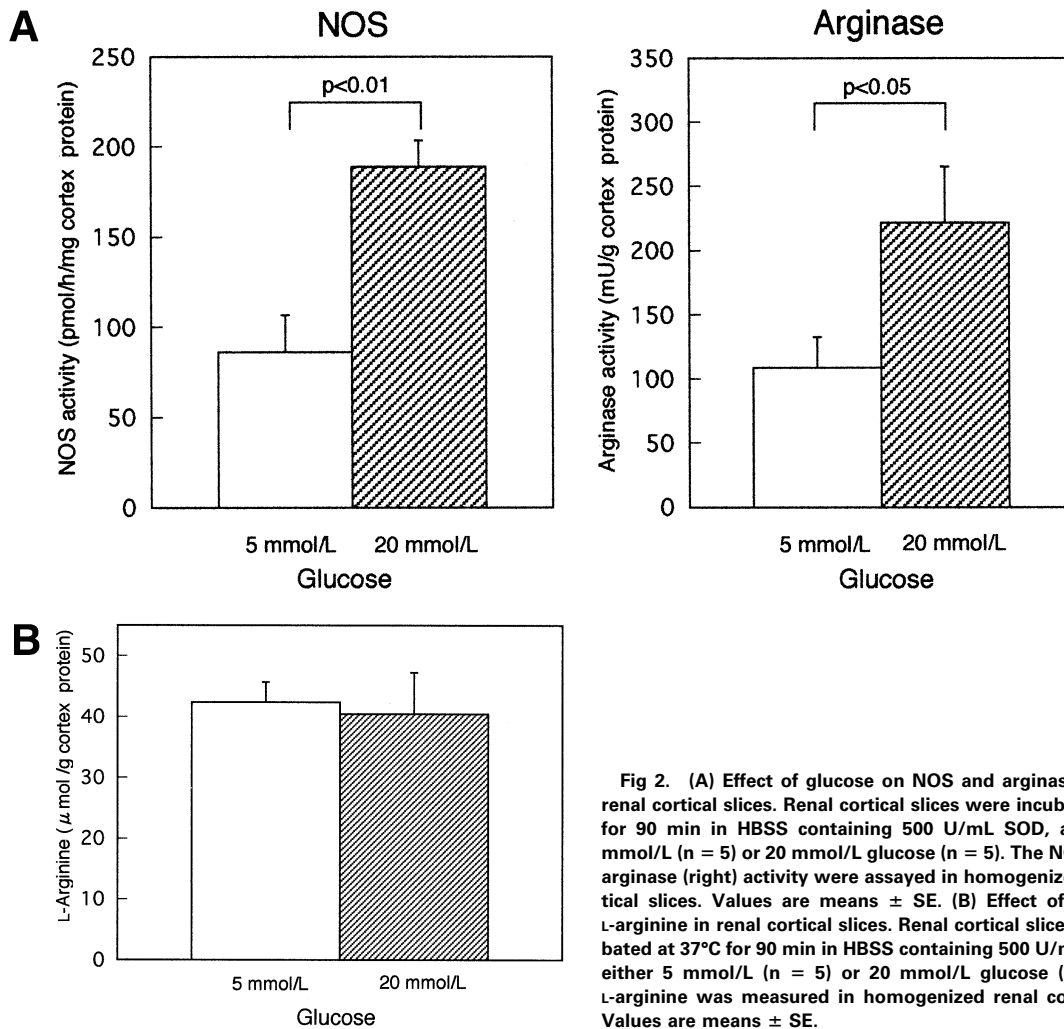 A
NOS
Arginase
NOS activity (pmol/h/mg cortex protein)
250
200
150
100
50
0
p<0.01
5 mmol/L
20 mmol/L
Glucose
Arginase activity (mU/g cortex protein)
350
300
250
200
150
100
50
0
p<0.05
5 mmol/L
20 mmol/L
Glucose
B
L-Arginine (μmol/g cortex protein)
50
40
30
20
10
0
5 mmol/L
20 mmol/L
Glucose
Fig 2. (A) Effect of glucose on NOS and
renal cortical slices. Renal cortical slices were
for 90 min in HBSS containing 500 U/mL SOD,
mmol/L (n = 5) or 20 mmol/L glucose (n = 5). The
arginase (right) activity were assayed in
tical slices. Values are means ± SE. (B) Effect of
L-arginine in renal cortical slices. Renal cortical
bated at 37°C for 90 min in HBSS containing 500
either 5 mmol/L (n = 5) or 20 mmol/L glucose (
L-arginine was measured in homogenized renal
Values are means ± SE.